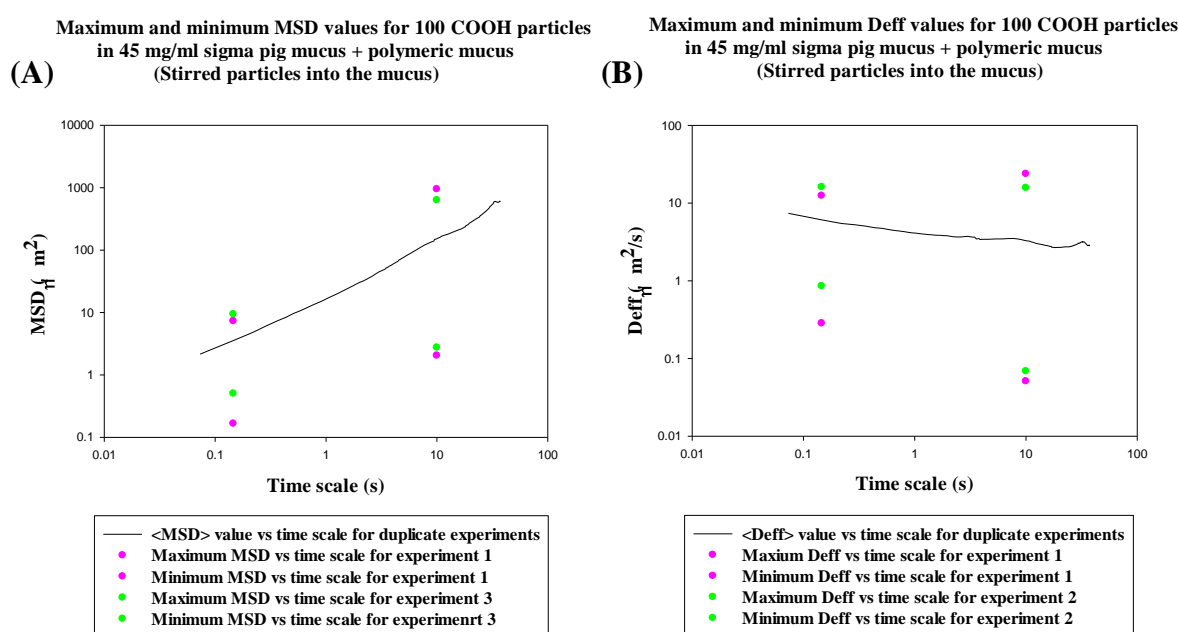 Maximum and minimum MSD values for 100 COOH particles
in 45 mg/ml sigma pig mucus + polymeric mucus
(Stirred particles into the mucus)
(A)
10000
1000
100
10
1
0.1
MSD ( m²)
0.01 0.1 1 10 100
Time scale (s)
<MSD> value vs time scale for duplicate experiments
Maximum MSD vs time scale for experiment 1
Minimum MSD vs time scale for experiment 1
Maximum MSD vs time scale for experiment 3
Minimum MSD vs time scale for experimenrt 3
Maximum and minimum Deff values for 100 COOH particles
in 45 mg/ml sigma pig mucus + polymeric mucus
(Stirred particles into the mucus)
(B)
100
10
1
0.1
0.01
Deff ( m²/s)
0.01 0.1 1 10 100
Time scale (s)
<Deff> value vs time scale for duplicate experiments
Maxium Deff vs time scale for experiment 1
Minimum Deff vs time scale for experiment 1
Maximum Deff vs time scale for experiment 2
Minimum Deff vs time scale for experiment 2